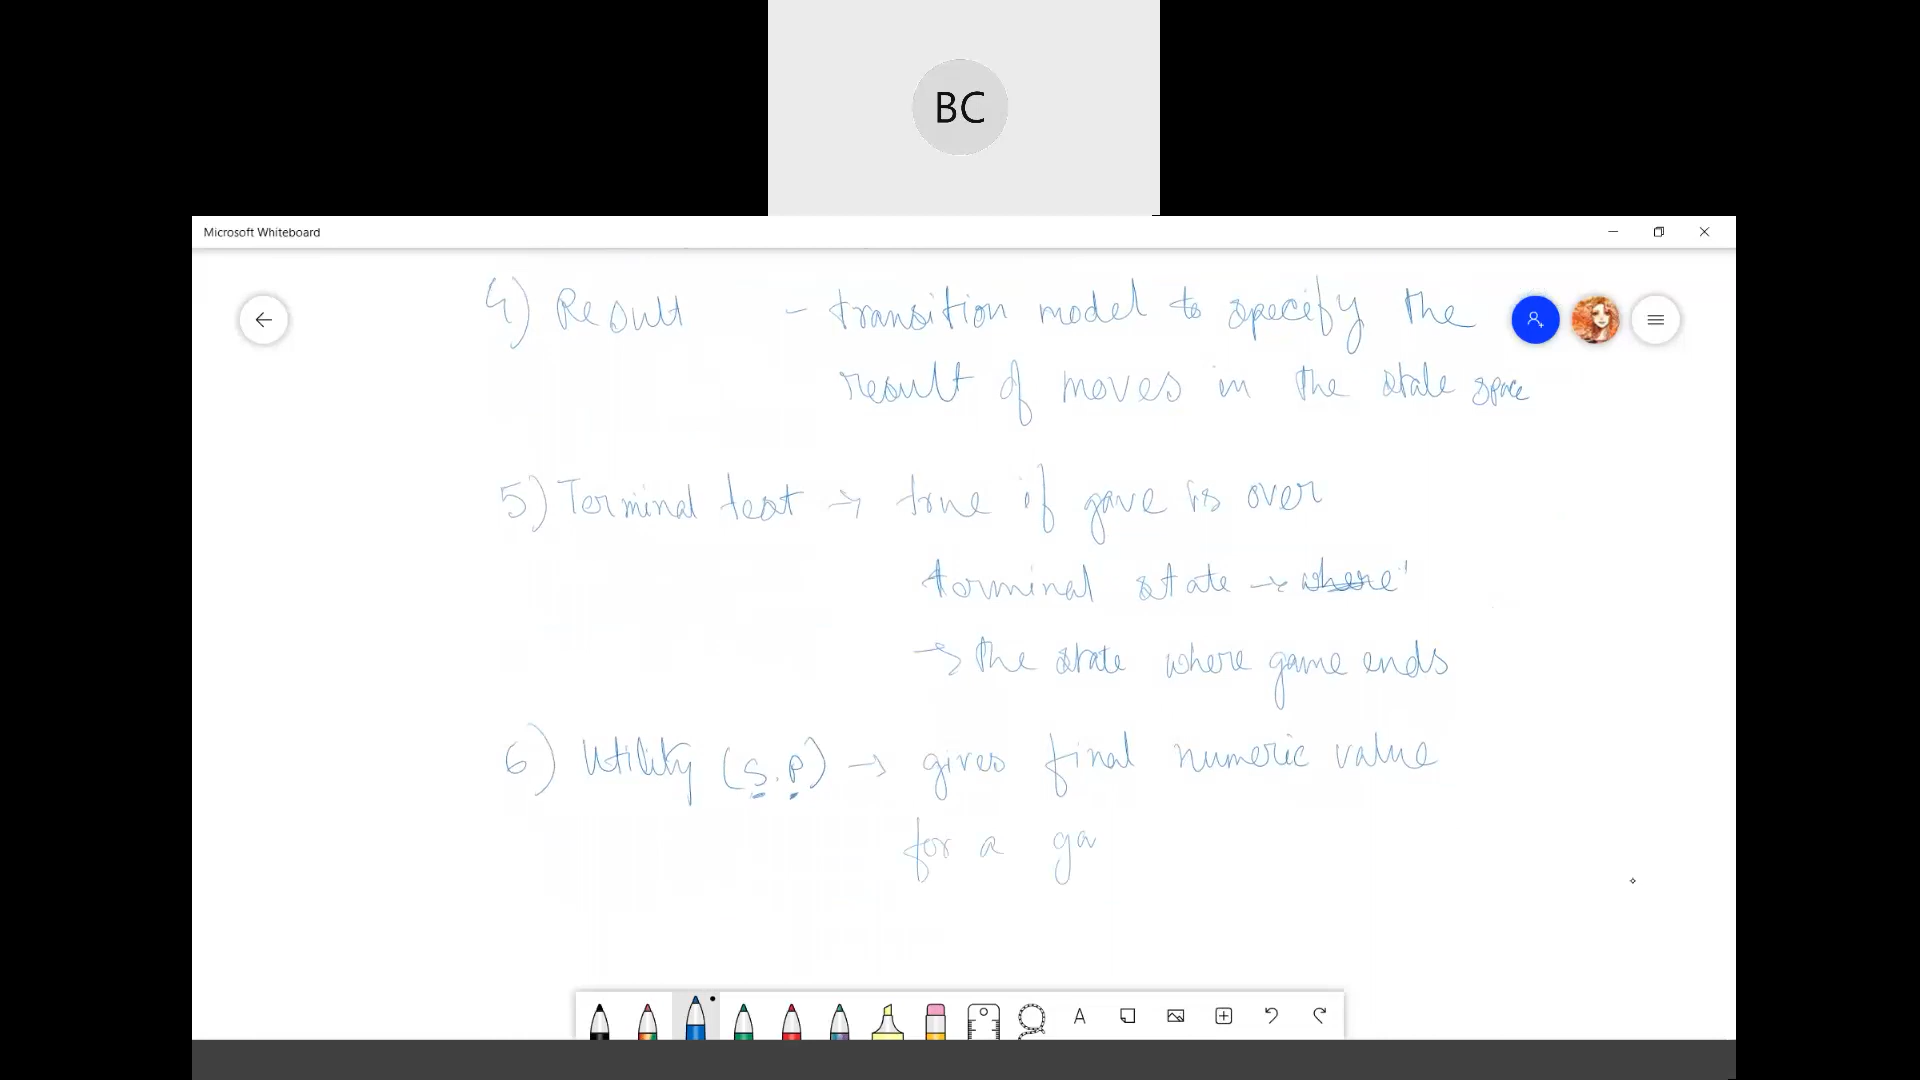 BC
Microsoft Whiteboard
4) Result - transition model to specify the
result of moves in the state space
5) Terminal test → true if game is over
terminal state → where
→ the state where game ends
6) Utility (s.p) → gives final numeric value
for a ga
A